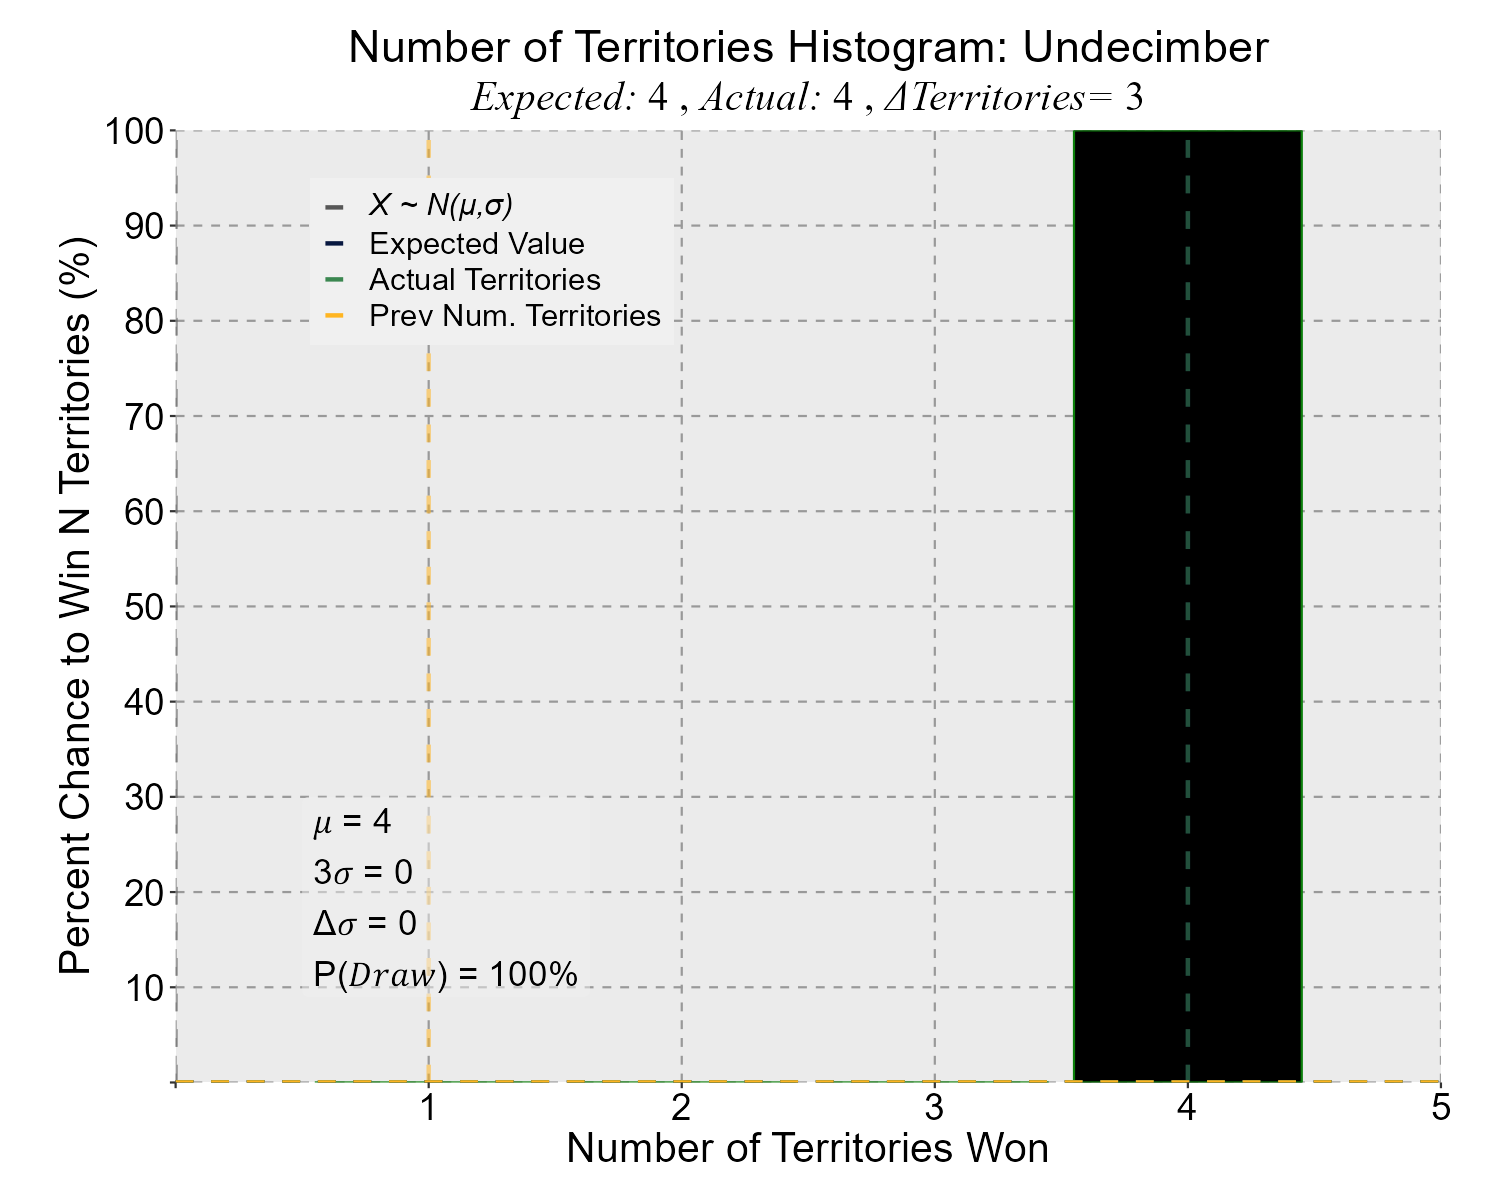 Number of Territories Histogram: Undecimber
Expected: 4 , Actual: 4 , ΔTerritories= 3
Percent Chance to Win N Territories (%)
100
90
80
70
60
50
40
30
20
10
X ~ N(μ,σ)
Expected Value
Actual Territories
Prev Num. Territories
μ = 4
3σ = 0
Δσ = 0
P(Draw) = 100%
1 2 3 4 5
Number of Territories Won